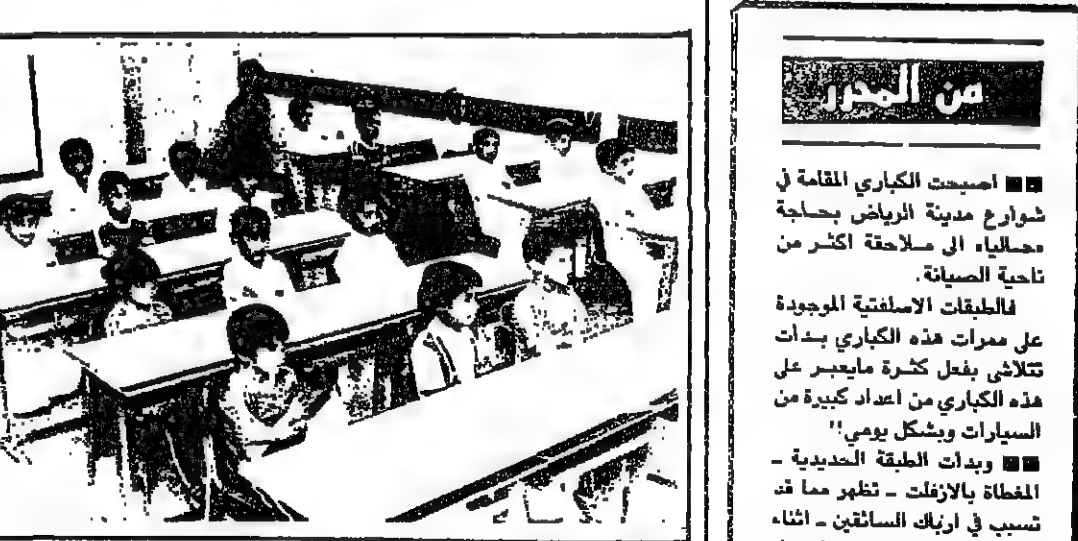 من المحرر
■■ اصبحت الكباري المقامة في
شوارع مدينة الرياض بحاجة
«حاليا» الى ملاحقة اكثر من
ناحية الصيانة.
فالطبقات الاسفلتية الموجودة
على ممرات هذه الكباري بدأت
تتلاشى بفعل كثرة مايعبر على
هذه الكباري من اعداد كبيرة من
السيارات وبشكل يومي!!
■■ وبدأت الطبقة الحديدية ـ
المغطاة بالازفلت ـ تظهر مما قد
تسبب في ارباك السائقين ـ اثناء